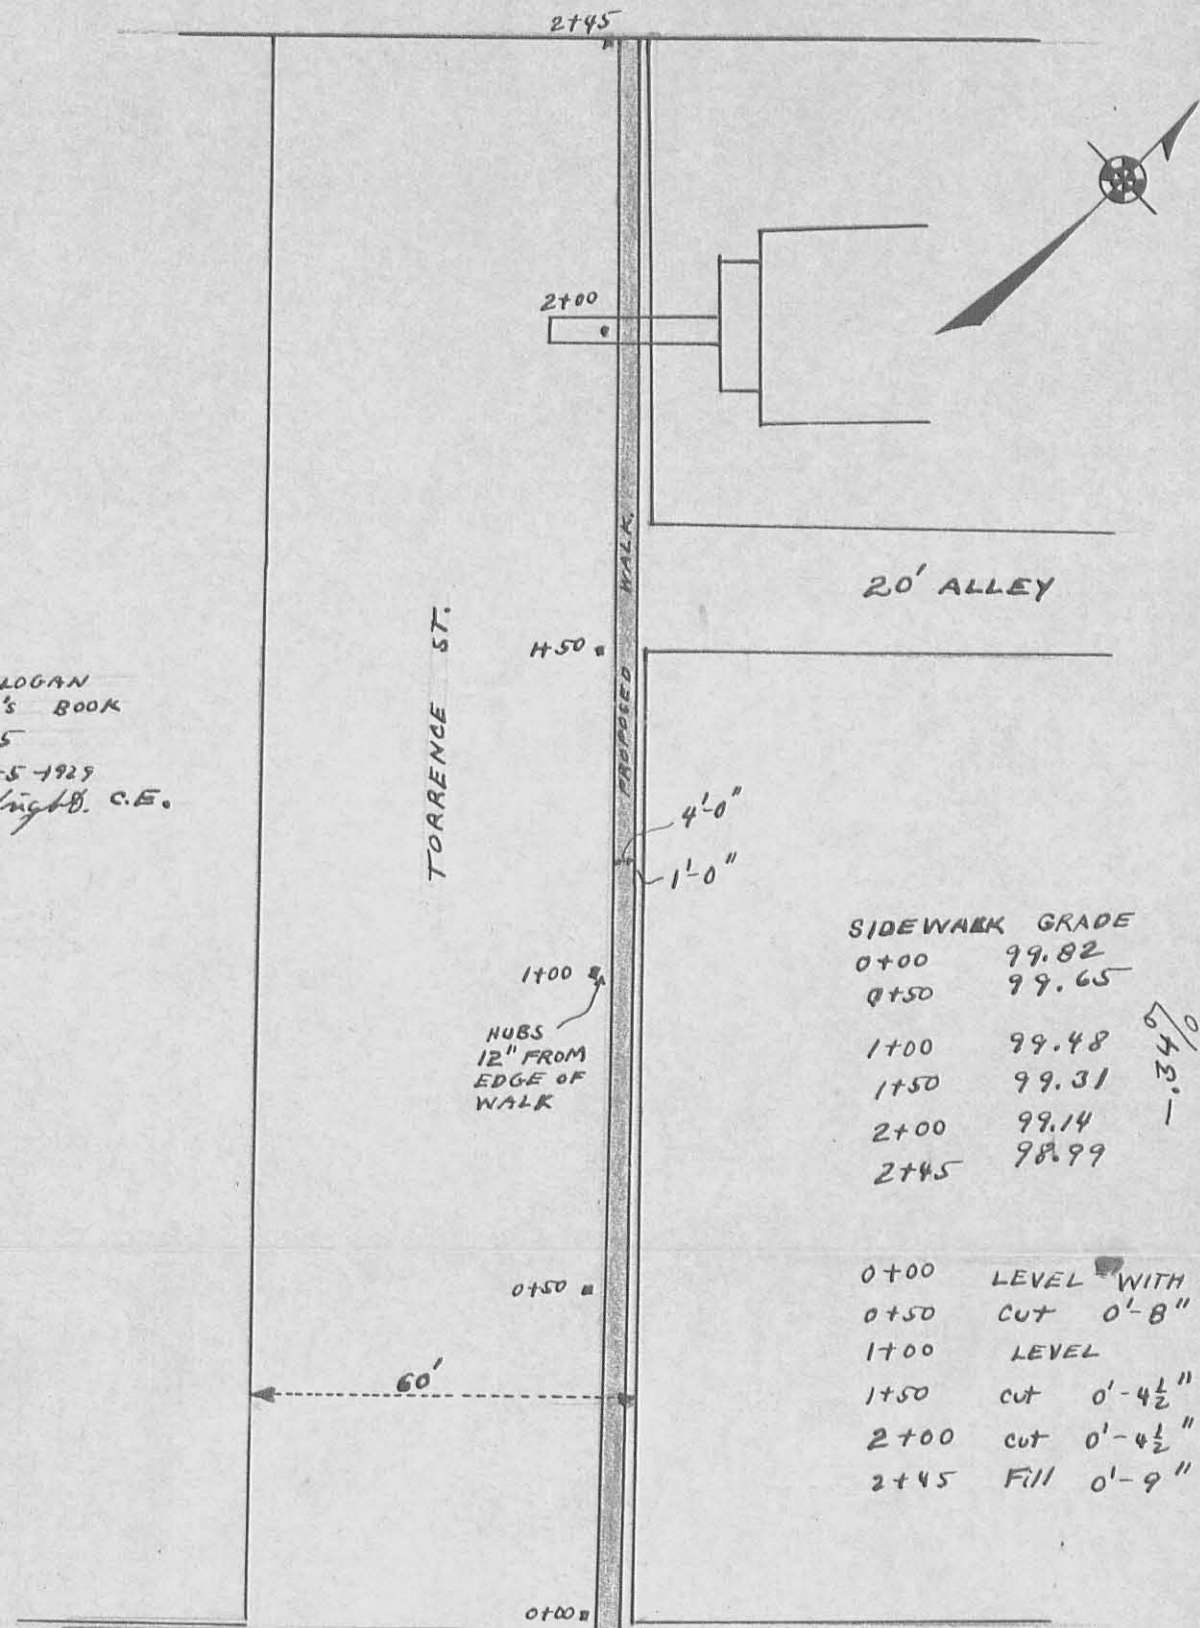 2+45
2+00
PROPOSED WALK.
20' ALLEY
TORRENCE ST.
1+50
LOGAN
'S BOOK
5
-5-1929
C.E.
4'-0"
1'-0"
1+00
HUBS
12" FROM
EDGE OF
WALK
SIDEWALK GRADE
0+00 99.82
0+50 99.65
1+00 99.48
1+50 99.31
2+00 99.14
2+45 98.99
-.34%
0+50
60'
0+00 LEVEL WITH
0+50 cut 0'-8"
1+00 LEVEL
1+50 cut 0'-4½"
2+00 cut 0'-4½"
2+45 Fill 0'-9"
0+00